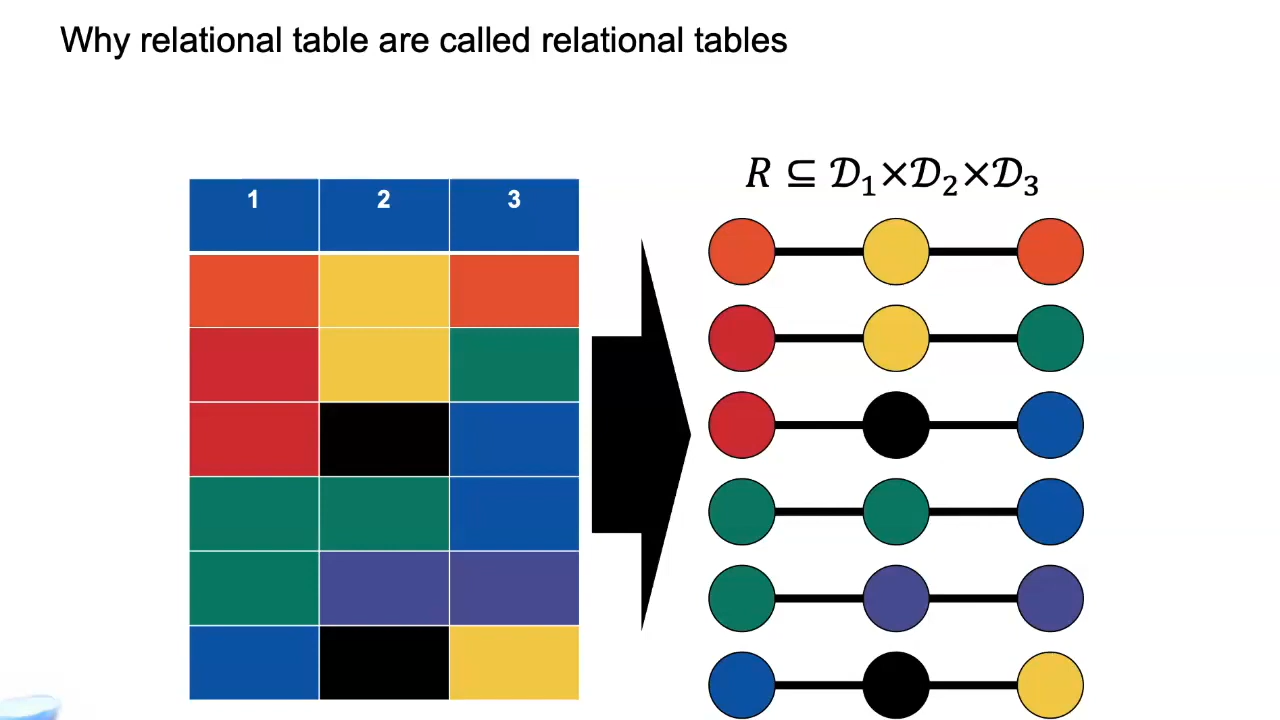 Why relational table are called relational tables
R ⊆ 𝒟₁×𝒟₂×𝒟₃
1 2 3